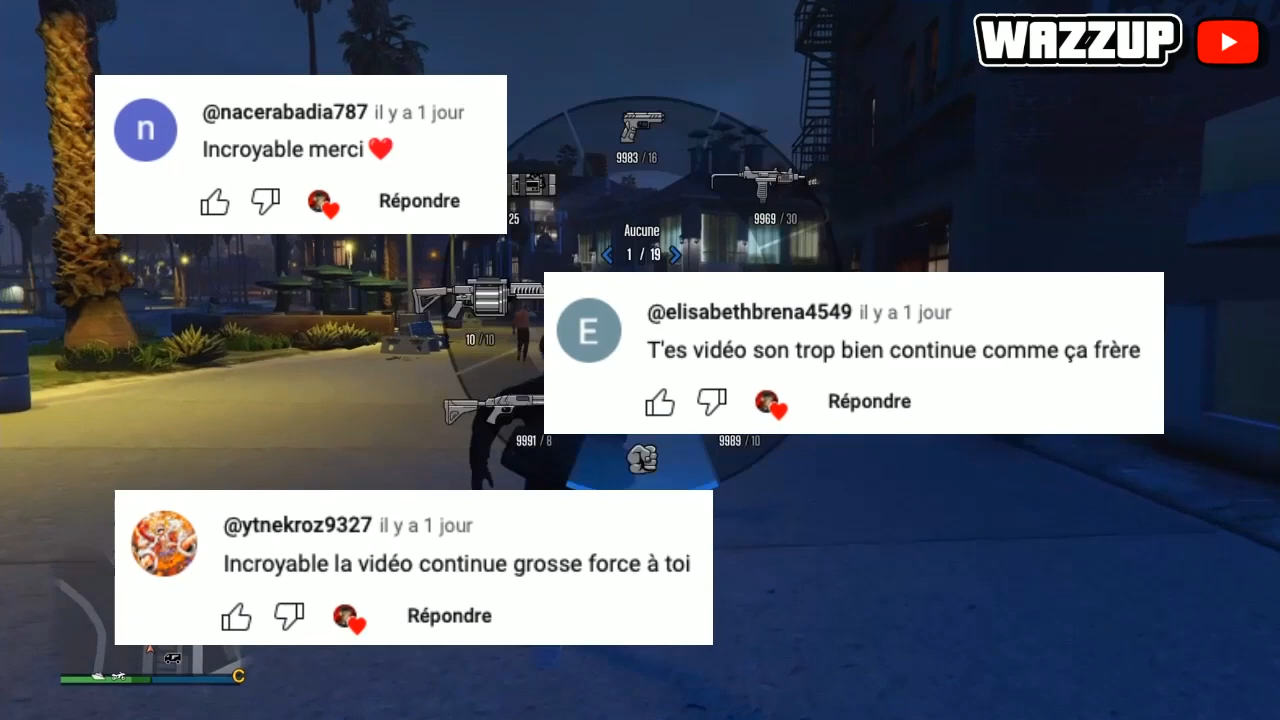 WAZZUP
@nacerabadia787 il y a 1 jour
Incroyable merci❤️
Répondre
9983 / 16
25
9969 / 30
Aucune
1 / 19
10 / 10
@elisabethbrena4549 il y a 1 jour
T'es vidéo son trop bien continue comme ça frère
Répondre
9991 / 8
9989 / 10
@ytnekroz9327 il y a 1 jour
Incroyable la vidéo continue grosse force à toi
Répondre
C